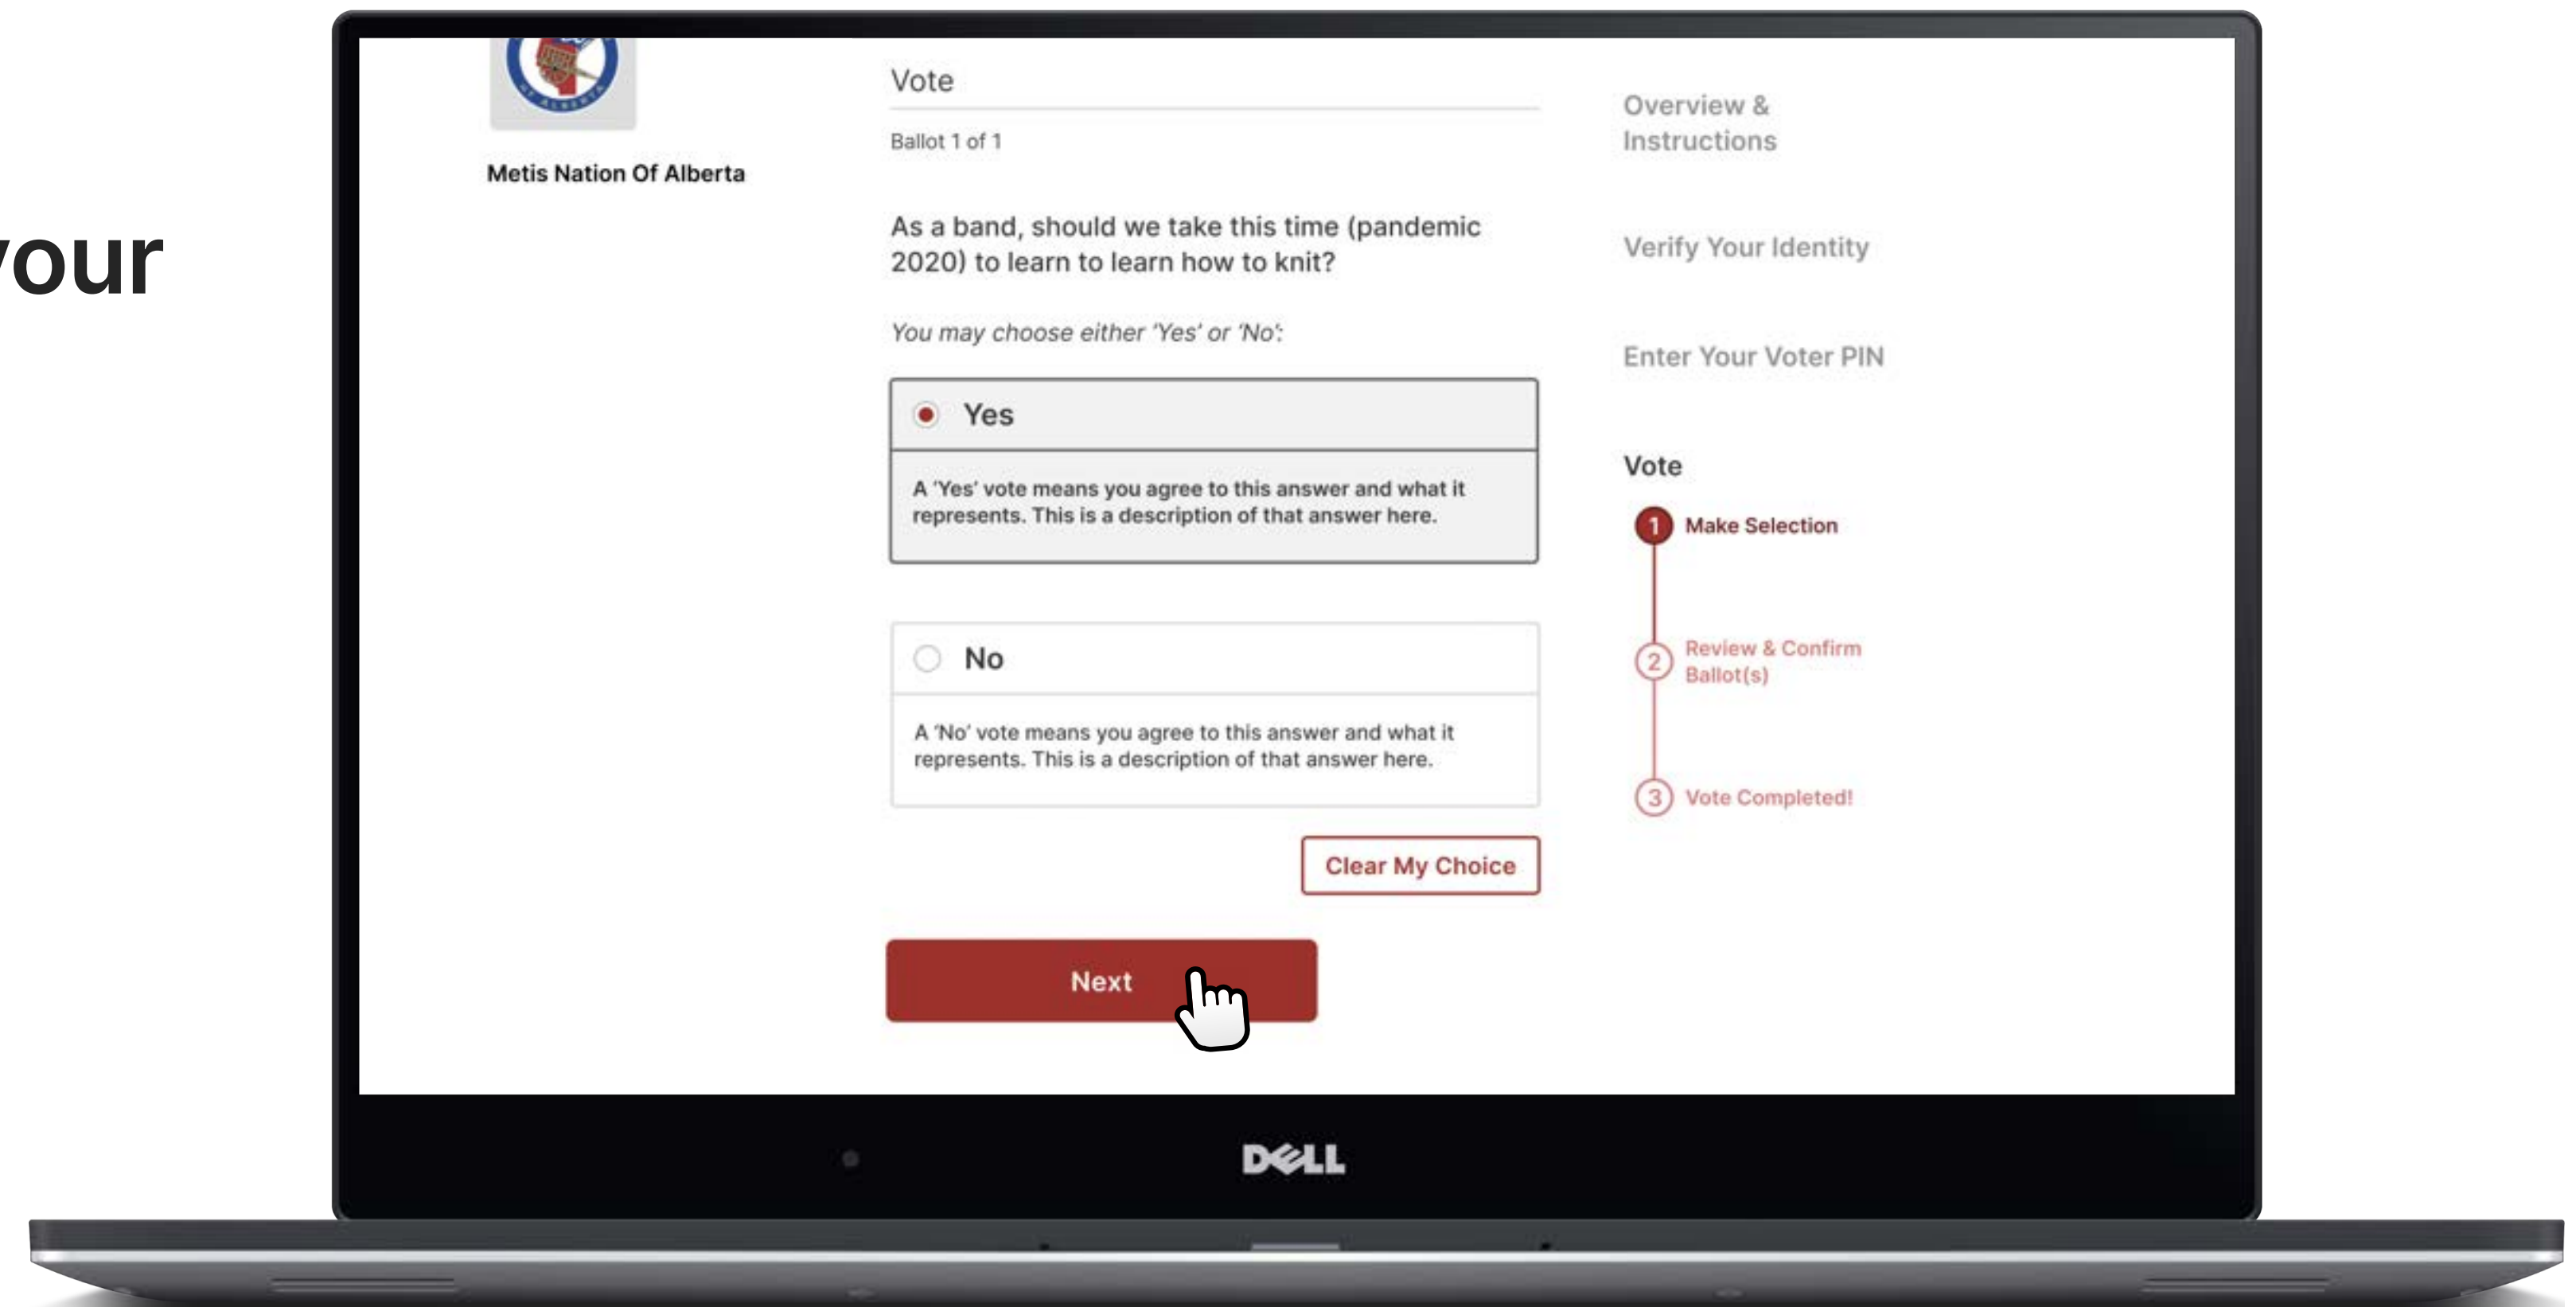 your
OF ALBERTA
Metis Nation Of Alberta
Vote
Ballot 1 of 1
As a band, should we take this time (pandemic
2020) to learn to learn how to knit?
You may choose either 'Yes' or 'No':
Yes
A 'Yes' vote means you agree to this answer and what it
represents. This is a description of that answer here.
No
A 'No' vote means you agree to this answer and what it
represents. This is a description of that answer here.
Clear My Choice
Next
Overview &
Instructions
Verify Your Identity
Enter Your Voter PIN
Vote
1 Make Selection
2 Review & Confirm
Ballot(s)
3 Vote Completed!
DELL